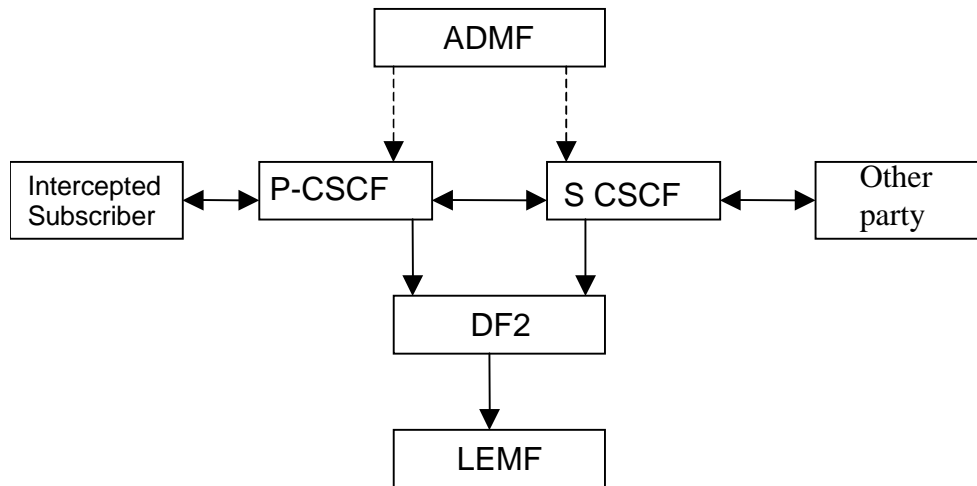 ADMF
Intercepted
Subscriber
P-CSCF
S CSCF
Other
party
DF2
LEMF